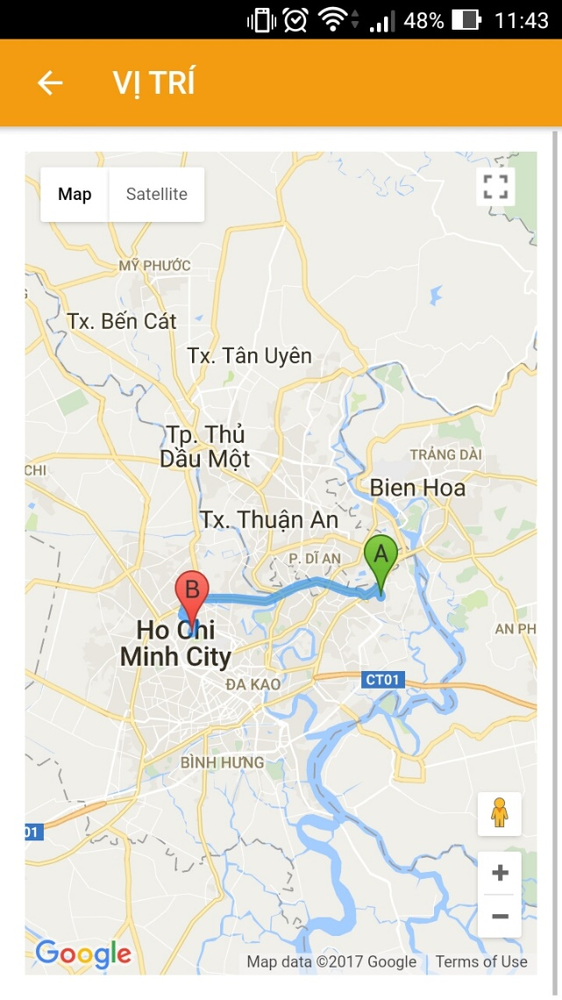 48% 11:43
VỊ TRÍ
Map Satellite
MỸ PHƯỚC
Tx. Bến Cát
Tx. Tân Uyên
Tp. Thủ
Dầu Một
TRẢNG DÀI
CHI
Bien Hoa
Tx. Thuận An
P. DĨ AN
A
B
Ho Chi
Minh City
AN PH
CT01
ĐA KAO
BÌNH HƯNG
01
+
−
Google
Map data ©2017 Google Terms of Use